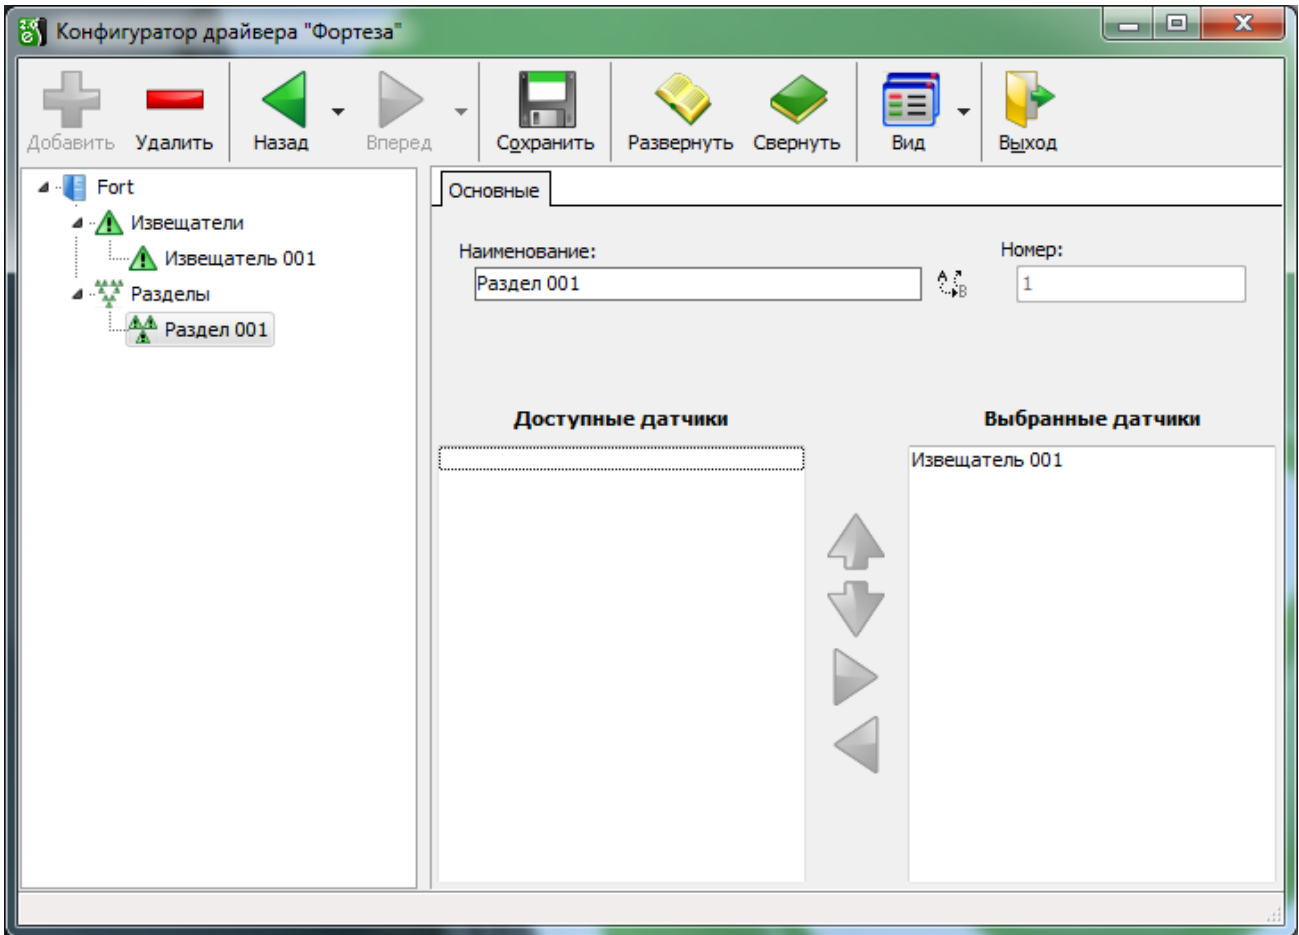 Конфигуратор драйвера "Фортеза"
Добавить Удалить Назад Вперед Сохранить Развернуть Свернуть Вид Выход
Fort
Извещатели
Извещатель 001
Разделы
Раздел 001
Основные
Наименование: Номер:
Раздел 001 1
Доступные датчики Выбранные датчики
Извещатель 001